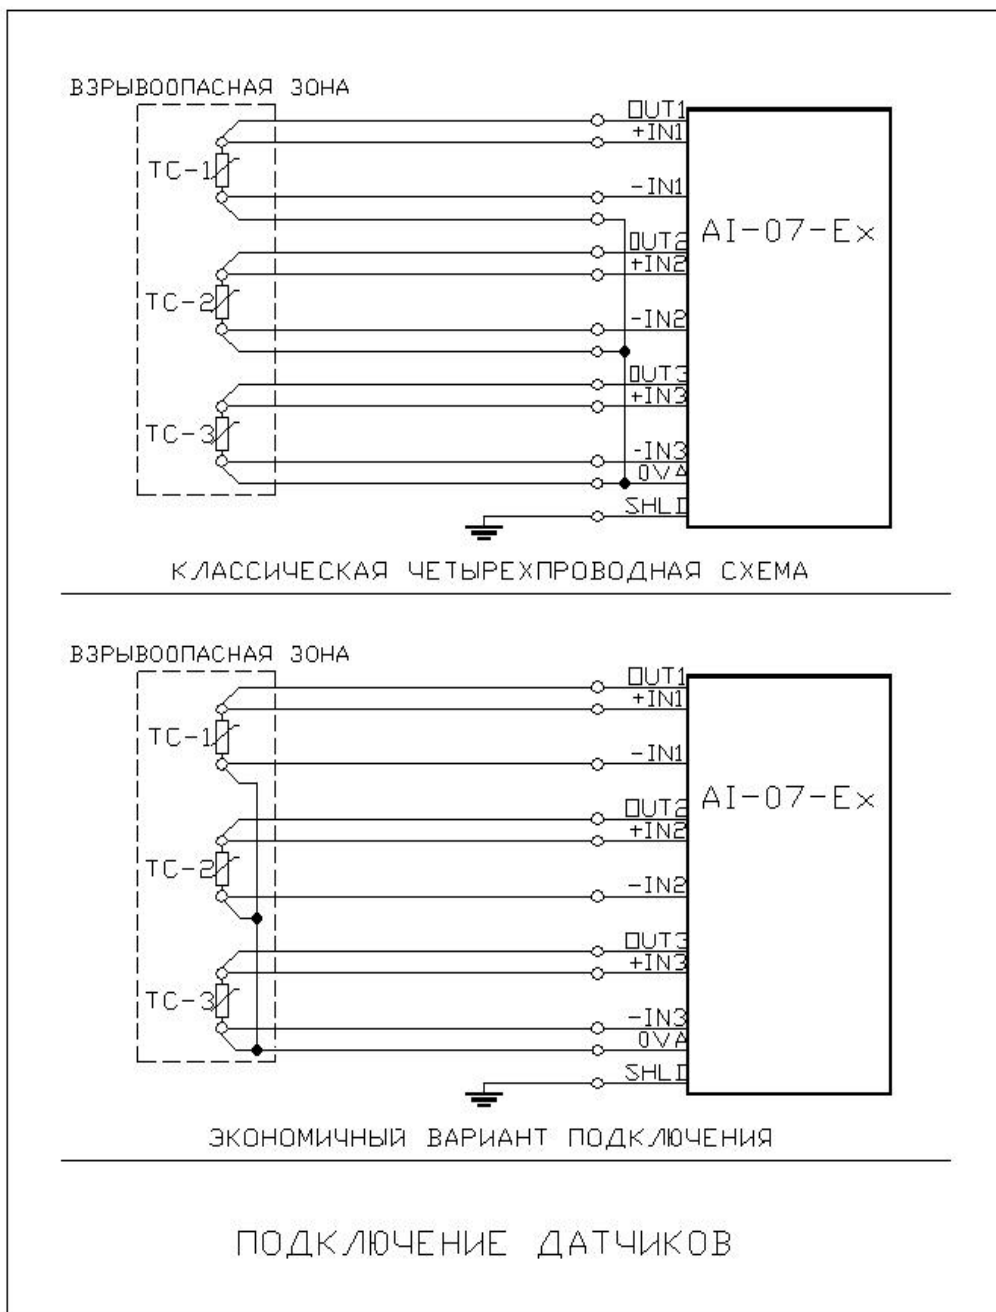 ВЗРЫВООПАСНАЯ ЗОНА
OUT1
+IN1
TC-1
-IN1
AI-07-Ex
OUT2
+IN2
TC-2
-IN2
OUT3
+IN3
TC-3
-IN3
0VA
SHLD
КЛАССИЧЕСКАЯ ЧЕТЫРЕХПРОВОДНАЯ СХЕМА
ВЗРЫВООПАСНАЯ ЗОНА
OUT1
+IN1
TC-1
-IN1
AI-07-Ex
OUT2
+IN2
TC-2
-IN2
OUT3
+IN3
TC-3
-IN3
0VA
SHLD
ЭКОНОМИЧНЫЙ ВАРИАНТ ПОДКЛЮЧЕНИЯ
ПОДКЛЮЧЕНИЕ ДАТЧИКОВ